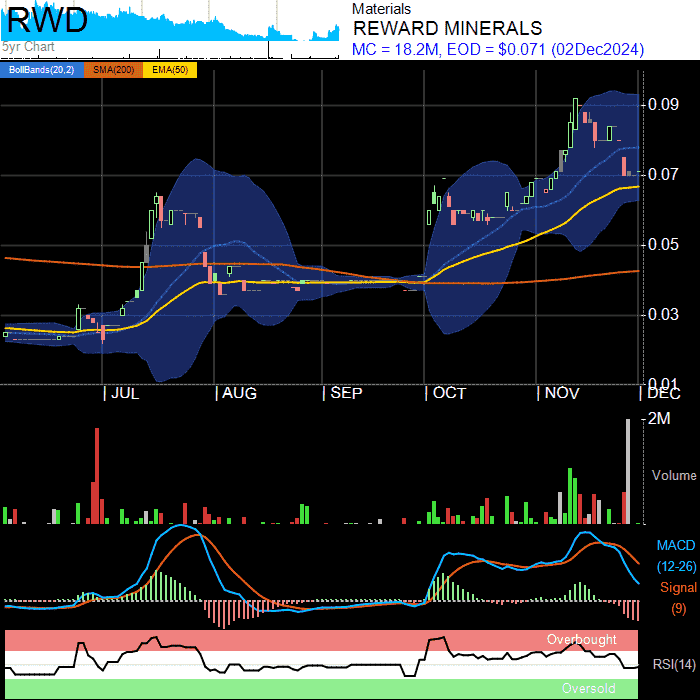 RWD
5yr Chart
Materials
REWARD MINERALS
MC = 18.2M, EOD = $0.071 (02Dec2024)
BollBands(20,2) SMA(200) EMA(50)
0.09
0.07
0.05
0.03
0.01
JUL AUG SEP OCT NOV DEC
2M
Volume
MACD
(12-26)
Signal
(9)
Overbought
RSI(14)
Oversold